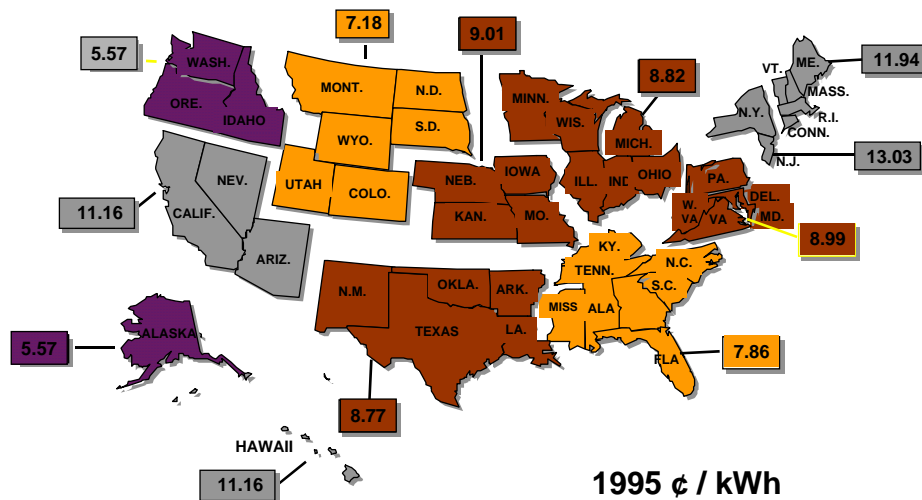 7.18
9.01
5.57
WASH.
ORE.
IDAHO
MONT.
N.D.
S.D.
WYO.
UTAH
COLO.
MINN.
WIS.
8.82
MICH.
NEB.
IOWA
ILL.
IND
OHIO
KAN.
MO.
ME.
11.94
VT.
MASS.
N.Y.
R.I.
CONN.
N.J.
13.03
PA.
DEL.
W.
VA
VA
MD.
8.99
NEV.
CALIF.
11.16
ARIZ.
KY.
TENN.
N.C.
S.C.
MISS
ALA
FLA
7.86
N.M.
OKLA.
ARK.
TEXAS
LA.
8.77
ALASKA
5.57
HAWAII
11.16
1995 ¢ / kWh